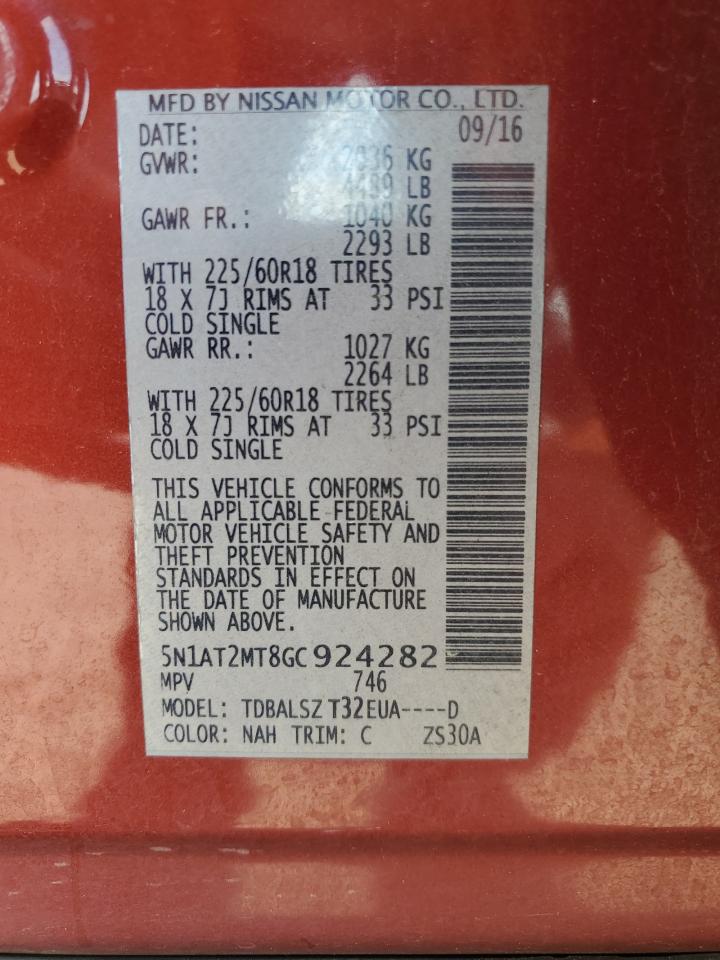 MFD BY NISSAN MOTOR CO., LTD.
DATE: 09/16
GVWR: 2036 KG
4489 LB
GAWR FR.: 1040 KG
2293 LB
WITH 225/60R18 TIRES
18 X 7J RIMS AT 33 PSI
COLD SINGLE
GAWR RR.: 1027 KG
2264 LB
WITH 225/60R18 TIRES
18 X 7J RIMS AT 33 PSI
COLD SINGLE
THIS VEHICLE CONFORMS TO
ALL APPLICABLE FEDERAL
MOTOR VEHICLE SAFETY AND
THEFT PREVENTION
STANDARDS IN EFFECT ON
THE DATE OF MANUFACTURE
SHOWN ABOVE.
5N1AT2MT8GC924282
MPV 746
MODEL: TDBALSZ T32EUA----D
COLOR: NAH TRIM: C ZS30A